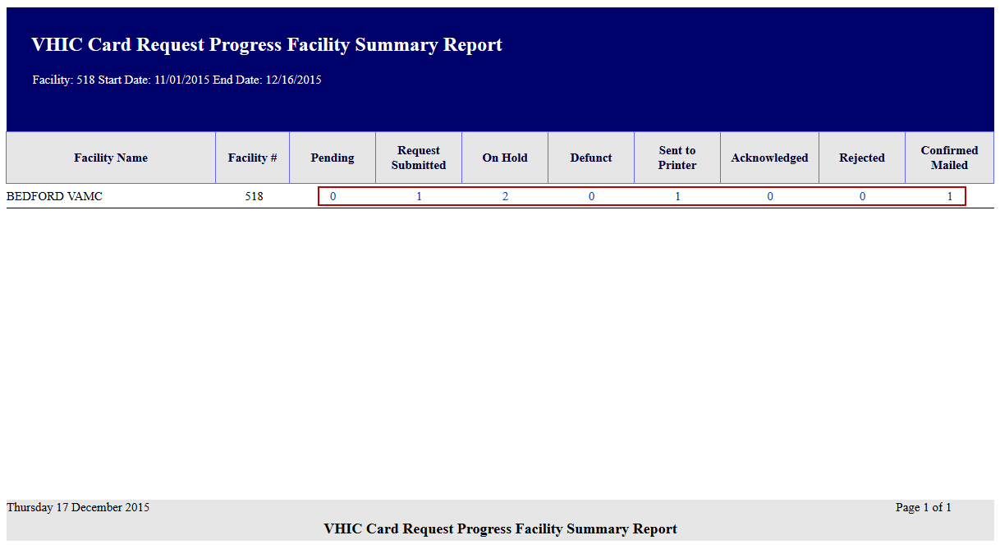 VHIC Card Request Progress Facility Summary Report
Facility: 518 Start Date: 11/01/2015 End Date: 12/16/2015
Facility Name Facility # Pending Request Submitted On Hold Defunct Sent to Printer Acknowledged Rejected Confirmed Mailed
BEDFORD VAMC 518 0 1 2 0 1 0 0 1
Thursday 17 December 2015 Page 1 of 1
VHIC Card Request Progress Facility Summary Report